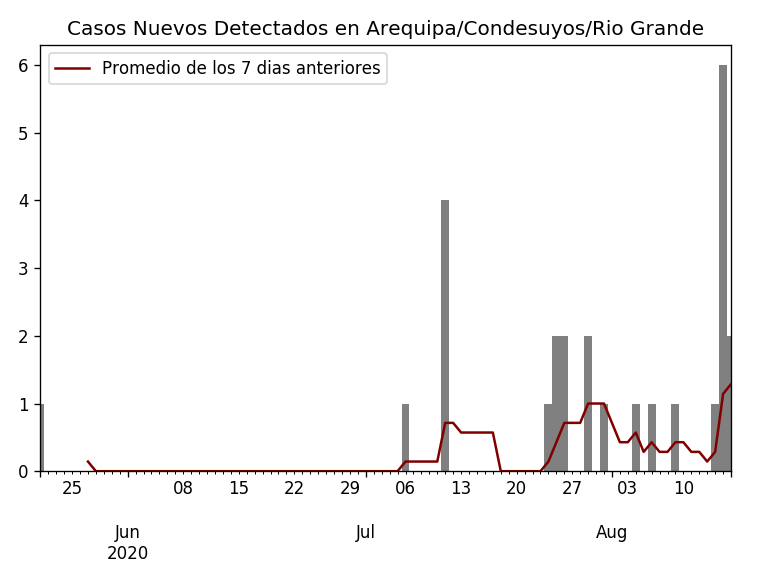 Casos Nuevos Detectados en Arequipa/Condesuyos/Rio Grande
Promedio de los 7 dias anteriores
6
5
4
3
2
1
0
25 08 15 22 29 06 13 20 27 03 10
Jun Jul Aug
2020